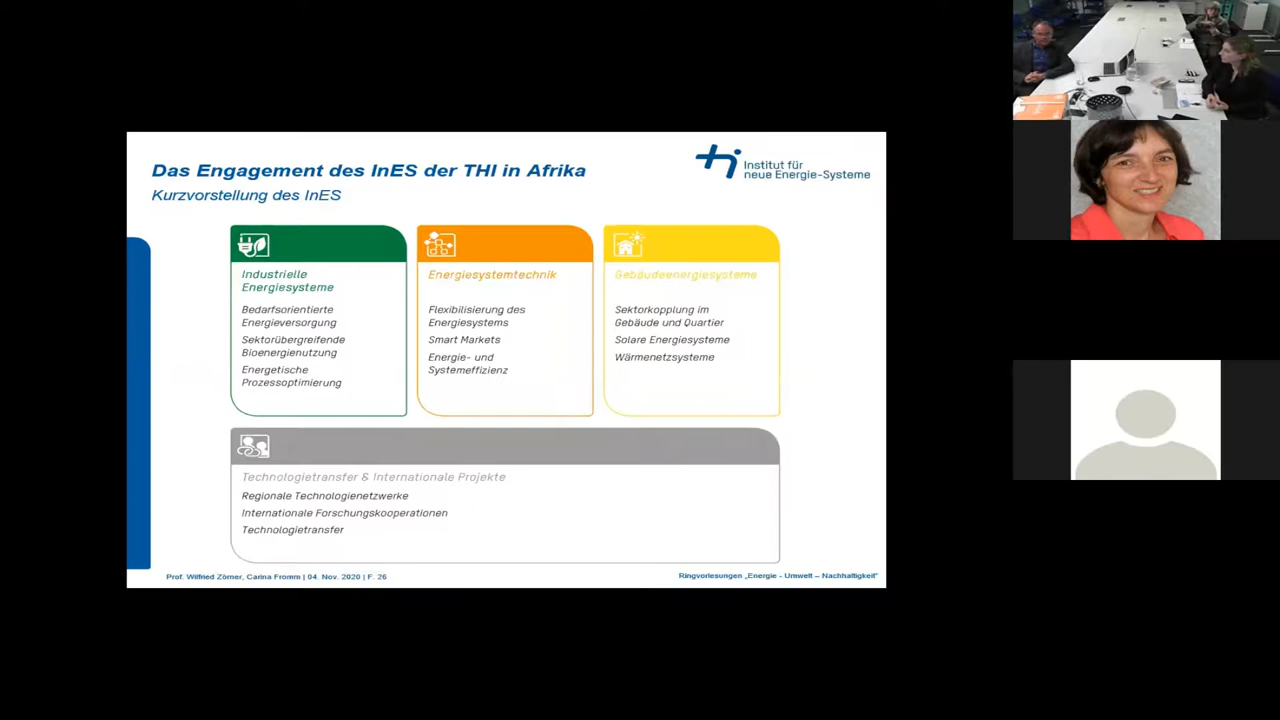 Das Engagement des InES der THI in Afrika
Kurzvorstellung des InES
Institut für
neue Energie-Systeme
Industrielle
Energiesysteme
Bedarfsorientierte
Energieversorgung
Sektorübergreifende
Bioenergienutzung
Energetische
Prozessoptimierung
Energiesystemtechnik
Flexibilisierung des
Energiesystems
Smart Markets
Energie- und
Systemeffizienz
Gebäudeenergiesysteme
Sektorkopplung im
Gebäude und Quartier
Solare Energiesysteme
Wärmenetzsysteme
Technologietransfer & Internationale Projekte
Regionale Technologienetzwerke
Internationale Forschungskooperationen
Technologietransfer
Prof. Wilfried Zörner, Carina Fromm | 04. Nov. 2020 | F. 26
Ringvorlesungen „Energie - Umwelt – Nachhaltigkeit"